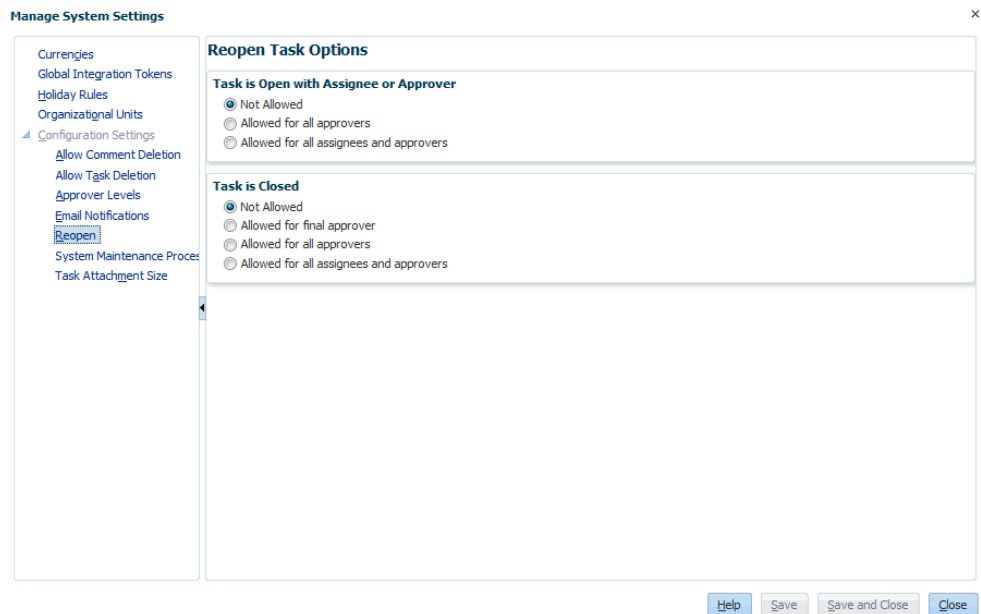 Manage System Settings
Currencies
Global Integration Tokens
Holiday Rules
Organizational Units
Configuration Settings
Allow Comment Deletion
Allow Task Deletion
Approver Levels
Email Notifications
Reopen
System Maintenance Proces
Task Attachment Size
Reopen Task Options
Task is Open with Assignee or Approver
Not Allowed
Allowed for all approvers
Allowed for all assignees and approvers
Task is Closed
Not Allowed
Allowed for final approver
Allowed for all approvers
Allowed for all assignees and approvers
Help Save Save and Close Close